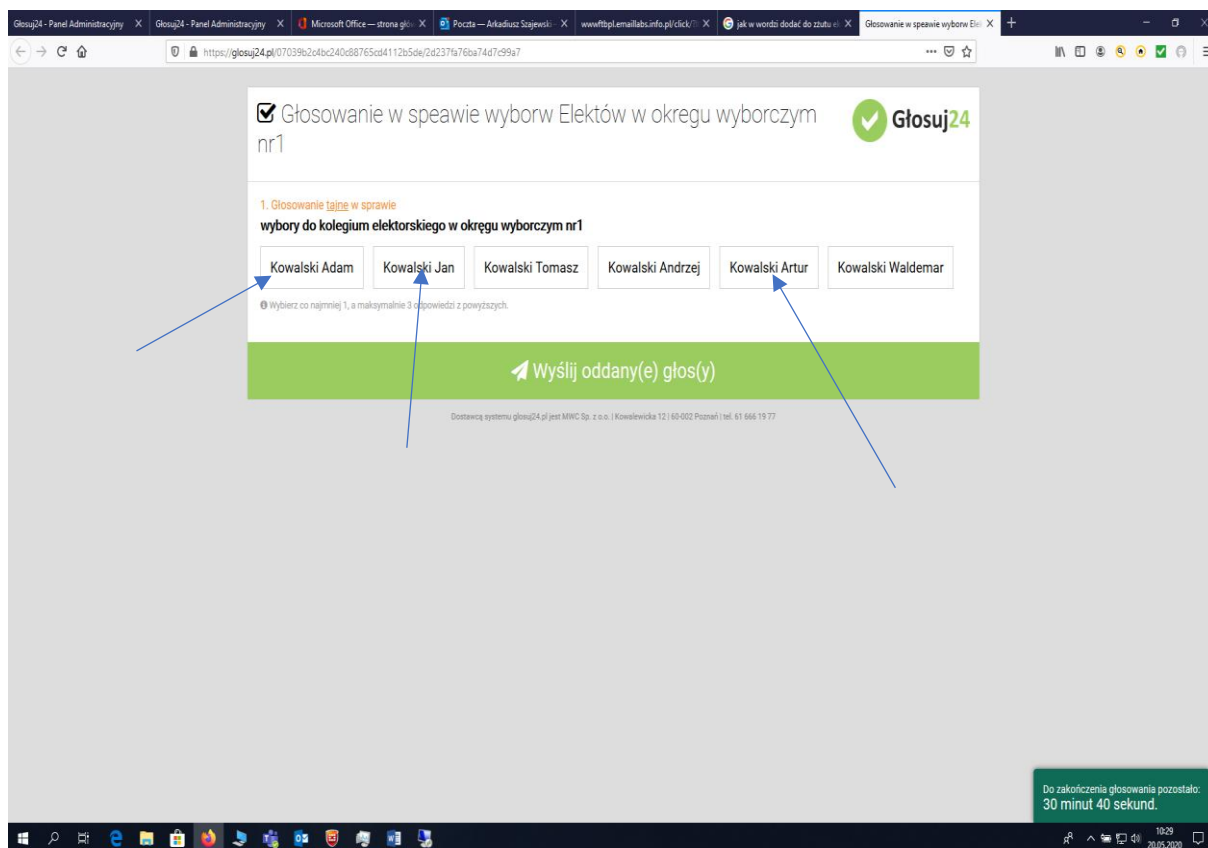 Głosuj24 - Panel Administracyjny
Głosuj24 - Panel Administracyjny
Microsoft Office — strona głów
Poczta — Arkadiusz Szajewski -
wwwftbpl.emaillabs.info.pl/click/
jak w wordzi dodać do zzutu ek
Głosowanie w speawie wyborw Elek
https://glosuj24.pl/07039b2c4bc240c88765cd4112b5de/2d237fa76ba74d7c99a7
Głosowanie w speawie wyborw Elektów w okregu wyborczym
nr1
Głosuj24
1. Głosowanie tajne w sprawie
wybory do kolegium elektorskiego w okręgu wyborczym nr1
Kowalski Adam
Kowalski Jan
Kowalski Tomasz
Kowalski Andrzej
Kowalski Artur
Kowalski Waldemar
Wybierz co najmniej 1, a maksymalnie 3 odpowiedzi z powyższych.
Wyślij oddany(e) głos(y)
Dostawcą systemu glosuj24.pl jest MWC Sp. z o.o. | Kowalewicka 12 | 60-002 Poznań | tel. 61 666 19 77
Do zakończenia głosowania pozostało:
30 minut 40 sekund.
10:29
20.05.2020